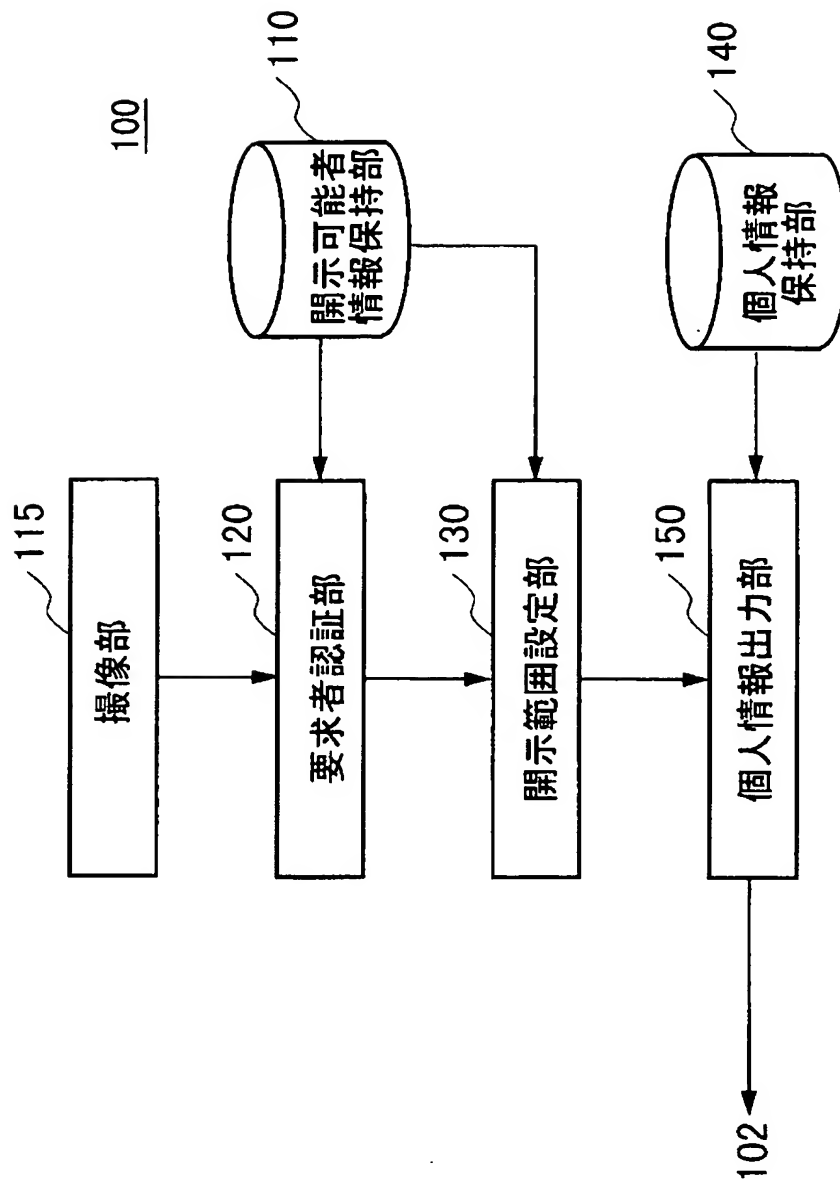 100
撮像部
115
要求者認証部
120
開示可能者
情報保持部
110
開示範囲設定部
130
個人情報出力部
150
個人情報
保持部
140
102